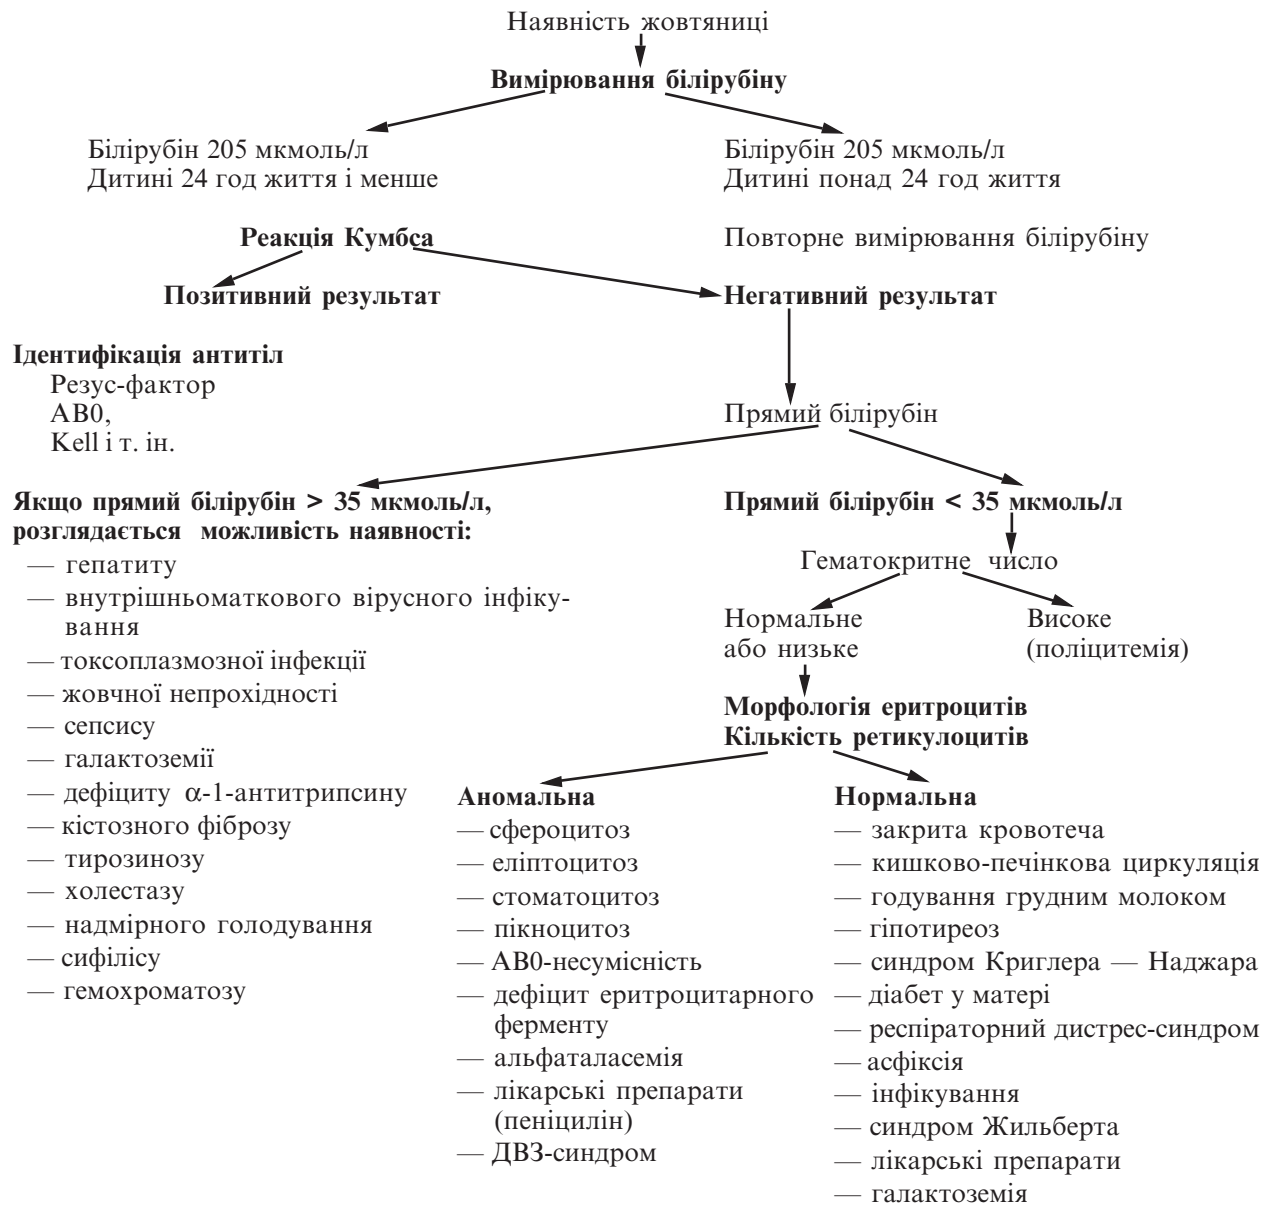 Наявність жовтяниці
Вимірювання білірубіну
Білірубін 205 мкмоль/л
Дитині 24 год життя і менше
Білірубін 205 мкмоль/л
Дитині понад 24 год життя
Реакція Кумбса
Повторне вимірювання білірубіну
Позитивний результат
Негативний результат
Ідентифікація антитіл
Резус-фактор
АВ0,
Kell і т. ін.
Прямий білірубін
Якщо прямий білірубін > 35 мкмоль/л,
розглядається можливість наявності:
— гепатиту
— внутрішньоматкового вірусного інфіку-
вання
— токсоплазмозної інфекції
— жовчної непрохідності
— сепсису
— галактоземії
— дефіциту α-1-антитрипсину
— кістозного фіброзу
— тирозинозу
— холестазу
— надмірного голодування
— сифілісу
— гемохроматозу
Прямий білірубін < 35 мкмоль/л
Гематокритне число
Нормальне
або низьке
Високе
(поліцитемія)
Морфологія еритроцитів
Кількість ретикулоцитів
Аномальна
— сфероцитоз
— еліптоцитоз
— стоматоцитоз
— пікноцитоз
— АВ0-несумісність
— дефіцит еритроцитарного
ферменту
— альфаталасемія
— лікарські препарати
(пеніцилін)
— ДВЗ-синдром
Нормальна
— закрита кровотеча
— кишково-печінкова циркуляція
— годування грудним молоком
— гіпотиреоз
— синдром Криглера — Наджара
— діабет у матері
— респіраторний дистрес-синдром
— асфіксія
— інфікування
— синдром Жильберта
— лікарські препарати
— галактоземія